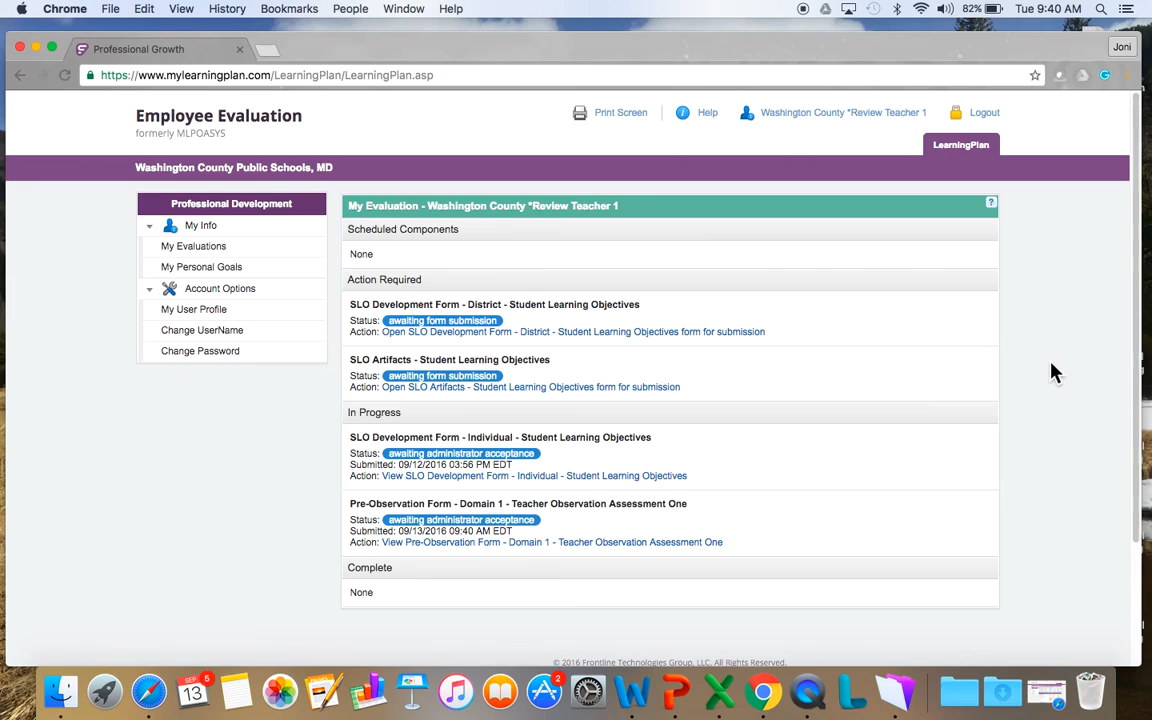 Chrome File Edit View History Bookmarks People Window Help 82% Tue 9:40 AM
Professional Growth
Joni
https://www.mylearningplan.com/LearningPlan/LearningPlan.asp
Employee Evaluation
formerly MLPOASYS
Print Screen Help Washington County *Review Teacher 1 Logout
LearningPlan
Washington County Public Schools, MD
Professional Development
My Info
My Evaluations
My Personal Goals
Account Options
My User Profile
Change UserName
Change Password
My Evaluation - Washington County *Review Teacher 1
?
Scheduled Components
None
Action Required
SLO Development Form - District - Student Learning Objectives
Status: awaiting form submission
Action: Open SLO Development Form - District - Student Learning Objectives form for submission
SLO Artifacts - Student Learning Objectives
Status: awaiting form submission
Action: Open SLO Artifacts - Student Learning Objectives form for submission
In Progress
SLO Development Form - Individual - Student Learning Objectives
Status: awaiting administrator acceptance
Submitted: 09/12/2016 03:56 PM EDT
Action: View SLO Development Form - Individual - Student Learning Objectives
Pre-Observation Form - Domain 1 - Teacher Observation Assessment One
Status: awaiting administrator acceptance
Submitted: 09/13/2016 09:40 AM EDT
Action: View Pre-Observation Form - Domain 1 - Teacher Observation Assessment One
Complete
None
© 2016 Frontline Technologies Group, LLC. All Rights Reserved.
SEP
13
5
2